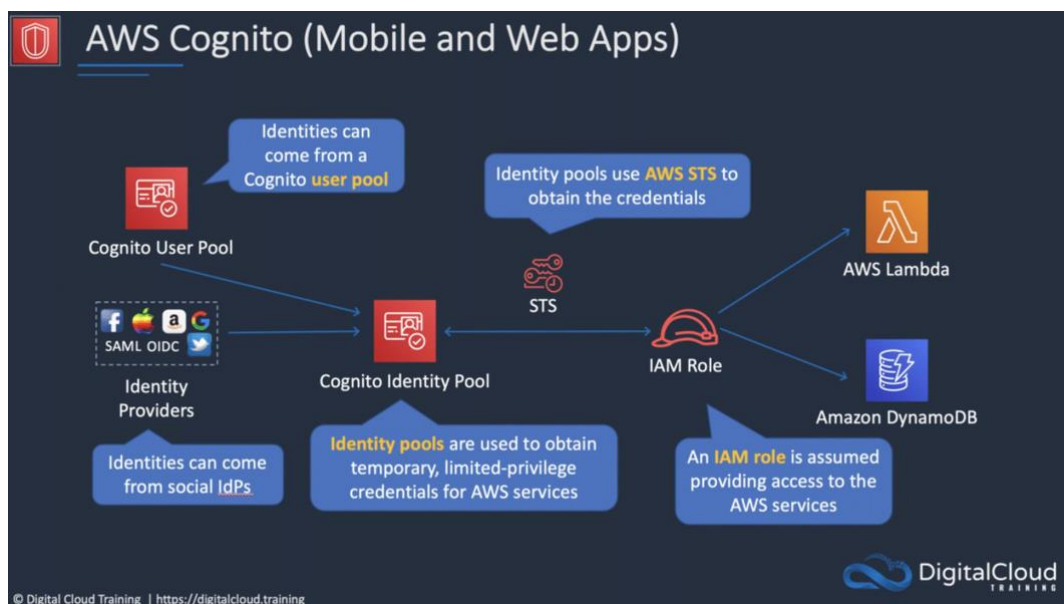 AWS Cognito (Mobile and Web Apps)
Identities can
come from a
Cognito user pool
Identity pools use AWS STS to
obtain the credentials
Cognito User Pool
AWS Lambda
STS
SAML OIDC
Cognito Identity Pool
IAM Role
Identity
Providers
Amazon DynamoDB
Identities can come
from social IdPs
Identity pools are used to obtain
temporary, limited-privilege
credentials for AWS services
An IAM role is assumed
providing access to the
AWS services
DigitalCloud
TRAINING
© Digital Cloud Training | https://digitalcloud.training